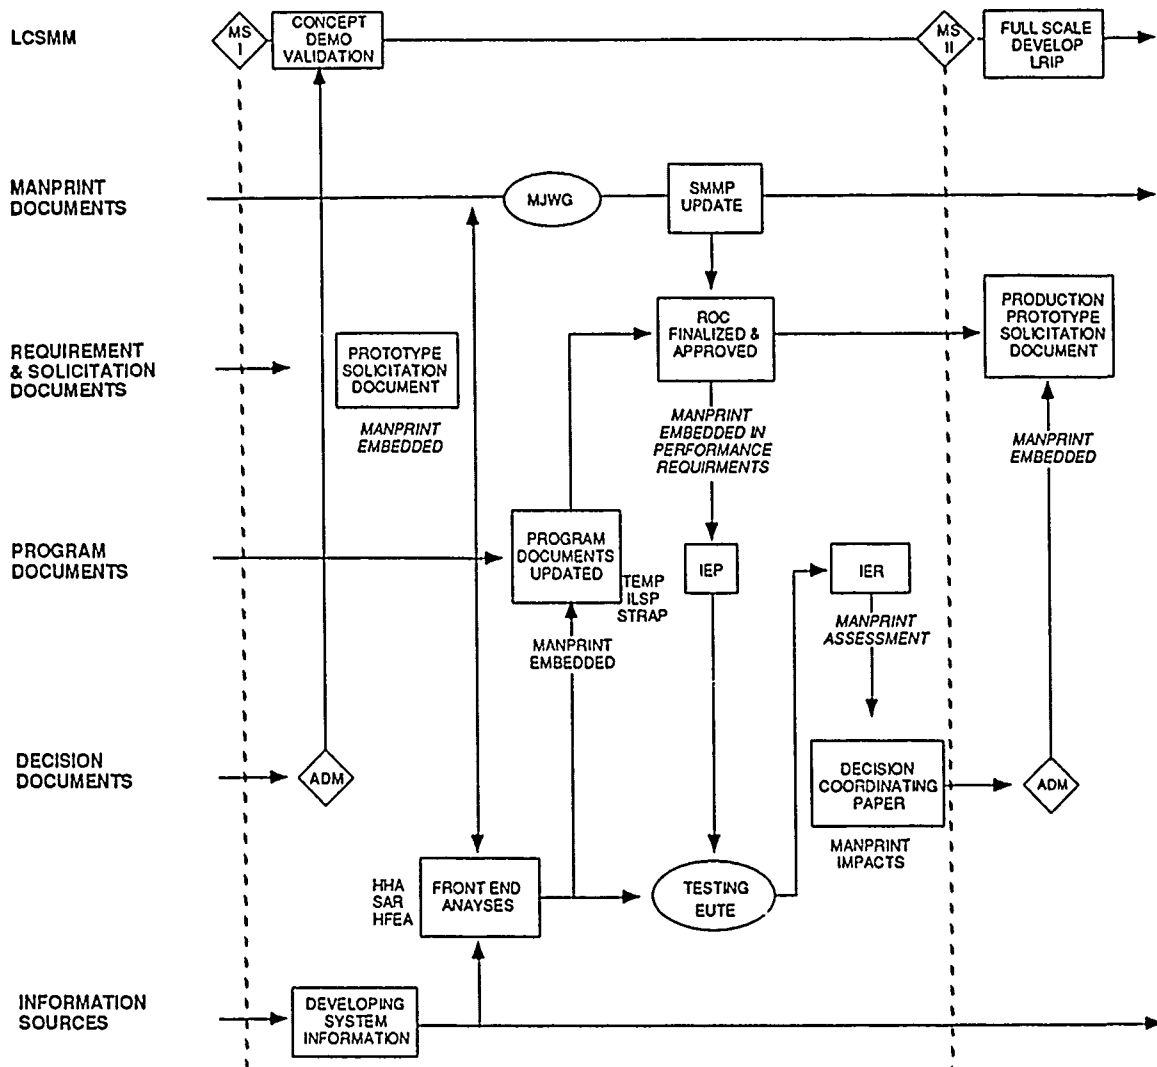 LCSMM
MS
I
CONCEPT
DEMO
VALIDATION
MS
II
FULL SCALE
DEVELOP
LRIP
MANPRINT
DOCUMENTS
MJWG
SMMP
UPDATE
REQUIREMENT
& SOLICITATION
DOCUMENTS
PROTOTYPE
SOLICITATION
DOCUMENT
MANPRINT
EMBEDDED
ROC
FINALIZED &
APPROVED
MANPRINT
EMBEDDED IN
PERFORMANCE
REQUIRMENTS
PRODUCTION
PROTOTYPE
SOLICITATION
DOCUMENT
MANPRINT
EMBEDDED
PROGRAM
DOCUMENTS
PROGRAM
DOCUMENTS
UPDATED
TEMP
ILSP
STRAP
MANPRINT
EMBEDDED
IEP
IER
MANPRINT
ASSESSMENT
DECISION
DOCUMENTS
ADM
DECISION
COORDINATING
PAPER
MANPRINT
IMPACTS
ADM
HHA
SAR
HFEA
FRONT END
ANAYSES
TESTING
EUTE
INFORMATION
SOURCES
DEVELOPING
SYSTEM
INFORMATION